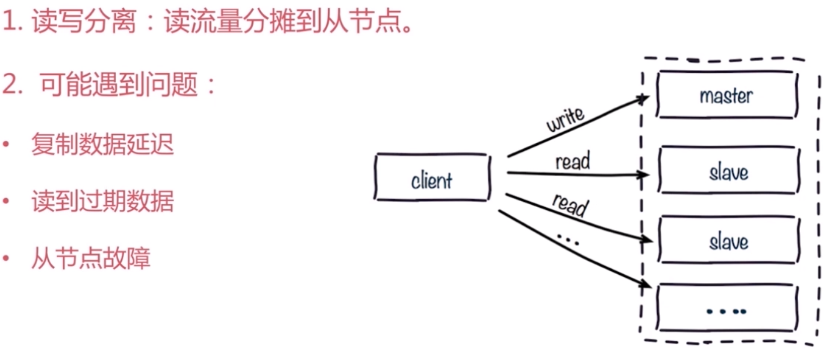 1. 读写分离：读流量分摊到从节点。
2. 可能遇到问：
• 复制数据延迟
• 读到过期数据
• 从节点故障
client
write
read
read
...
master
slave
slave
....